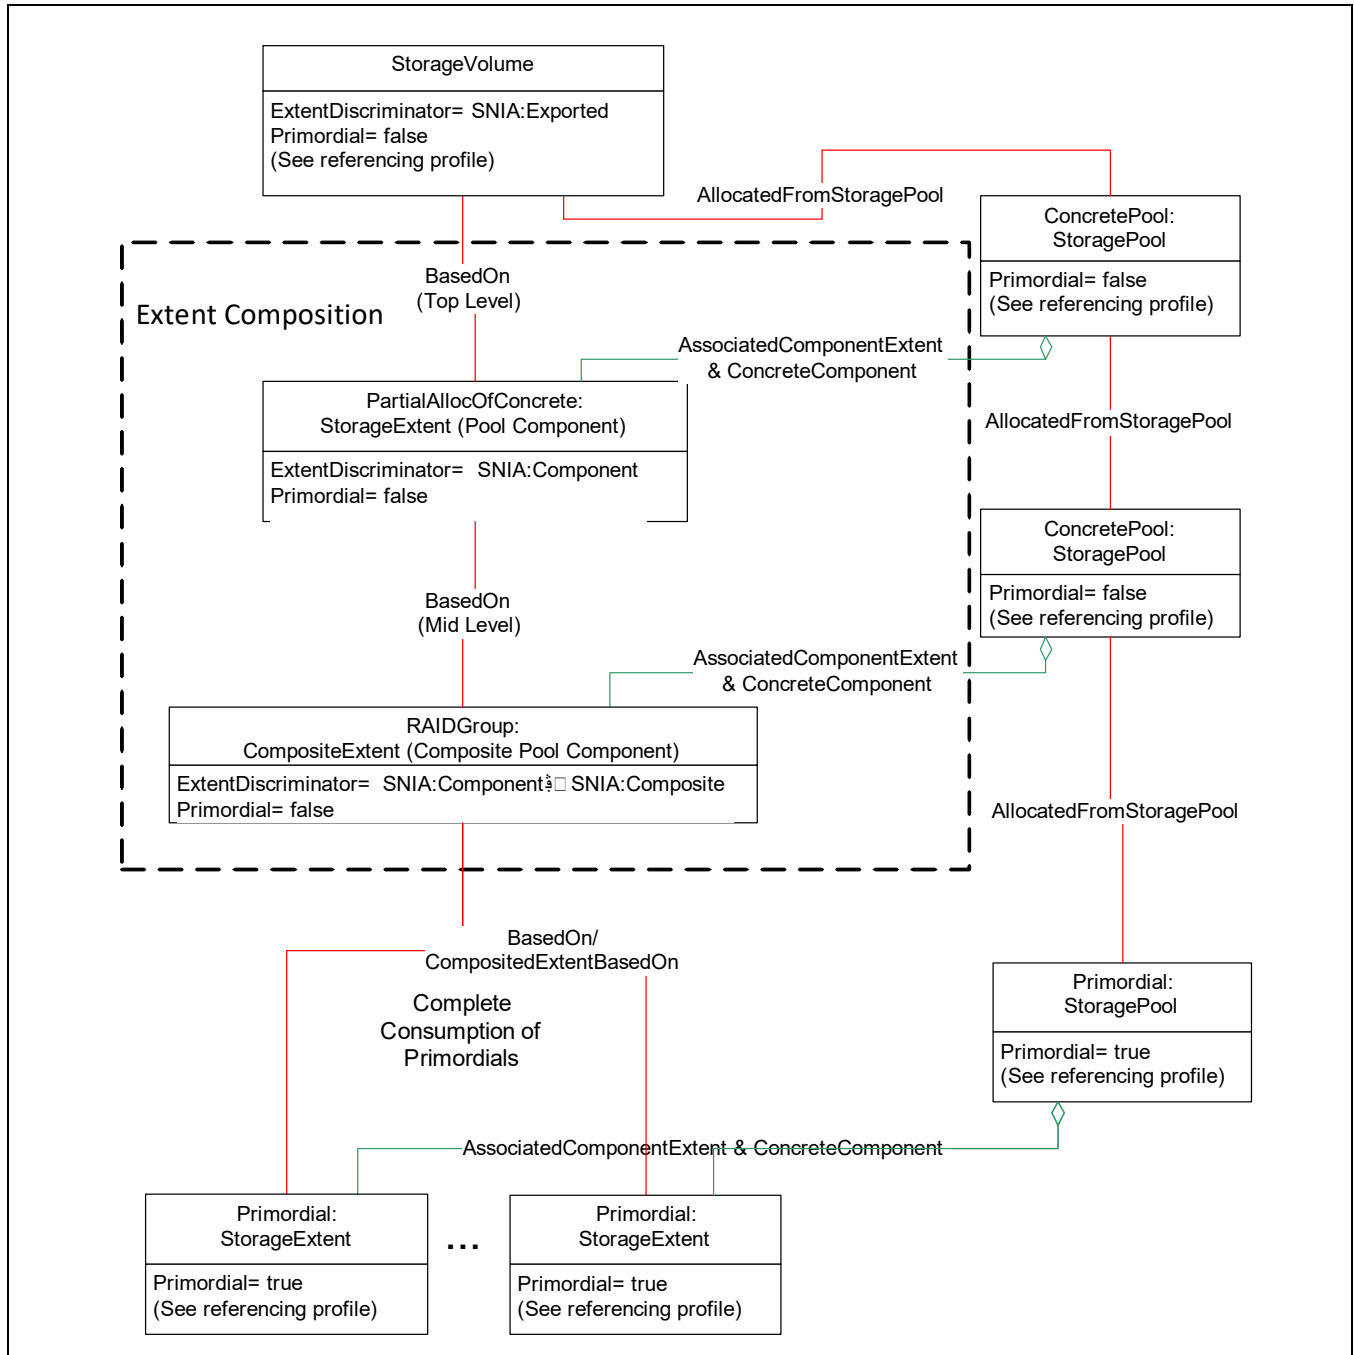 StorageVolume
ExtentDiscriminator= SNIA:Exported
Primordial= false
(See referencing profile)
AllocatedFromStoragePool
ConcretePool:
StoragePool
Primordial= false
(See referencing profile)
BasedOn
(Top Level)
Extent Composition
AssociatedComponentExtent
& ConcreteComponent
PartialAllocOfConcrete:
StorageExtent (Pool Component)
ExtentDiscriminator= SNIA:Component
Primordial= false
AllocatedFromStoragePool
ConcretePool:
StoragePool
Primordial= false
(See referencing profile)
BasedOn
(Mid Level)
AssociatedComponentExtent
& ConcreteComponent
RAIDGroup:
CompositeExtent (Composite Pool Component)
ExtentDiscriminator= SNIA:Component SNIA:Composite
Primordial= false
AllocatedFromStoragePool
BasedOn/
CompositedExtentBasedOn
Complete
Consumption of
Primordials
Primordial:
StoragePool
Primordial= true
(See referencing profile)
AssociatedComponentExtent & ConcreteComponent
Primordial:
StorageExtent
Primordial= true
(See referencing profile)
...
Primordial:
StorageExtent
Primordial= true
(See referencing profile)